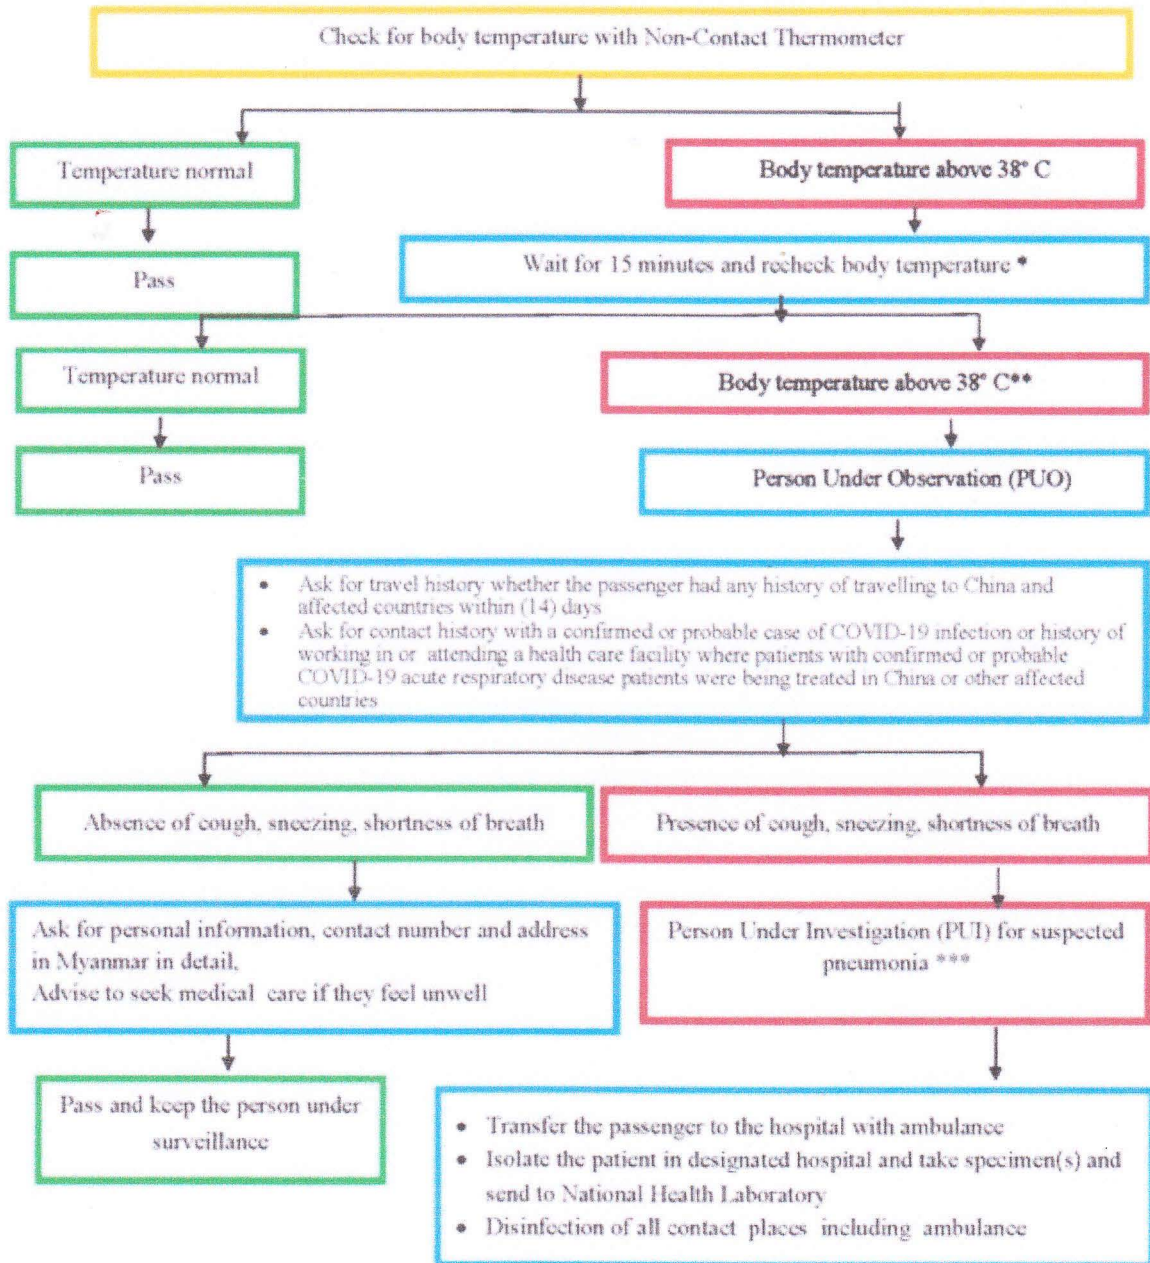 Check for body temperature with Non-Contact Thermometer
Temperature normal
Body temperature above 38° C
Pass
Wait for 15 minutes and recheck body temperature *
Temperature normal
Body temperature above 38° C**
Pass
Person Under Observation (PUO)
• Ask for travel history whether the passenger had any history of travelling to China and
affected countries within (14) days
• Ask for contact history with a confirmed or probable case of COVID-19 infection or history of
working in or attending a health care facility where patients with confirmed or probable
COVID-19 acute respiratory disease patients were being treated in China or other affected
countries
Absence of cough, sneezing, shortness of breath
Presence of cough, sneezing, shortness of breath
Ask for personal information, contact number and address
in Myanmar in detail,
Advise to seek medical care if they feel unwell
Person Under Investigation (PUI) for suspected
pneumonia ***
Pass and keep the person under
surveillance
• Transfer the passenger to the hospital with ambulance
• Isolate the patient in designated hospital and take specimen(s) and
send to National Health Laboratory
• Disinfection of all contact places including ambulance